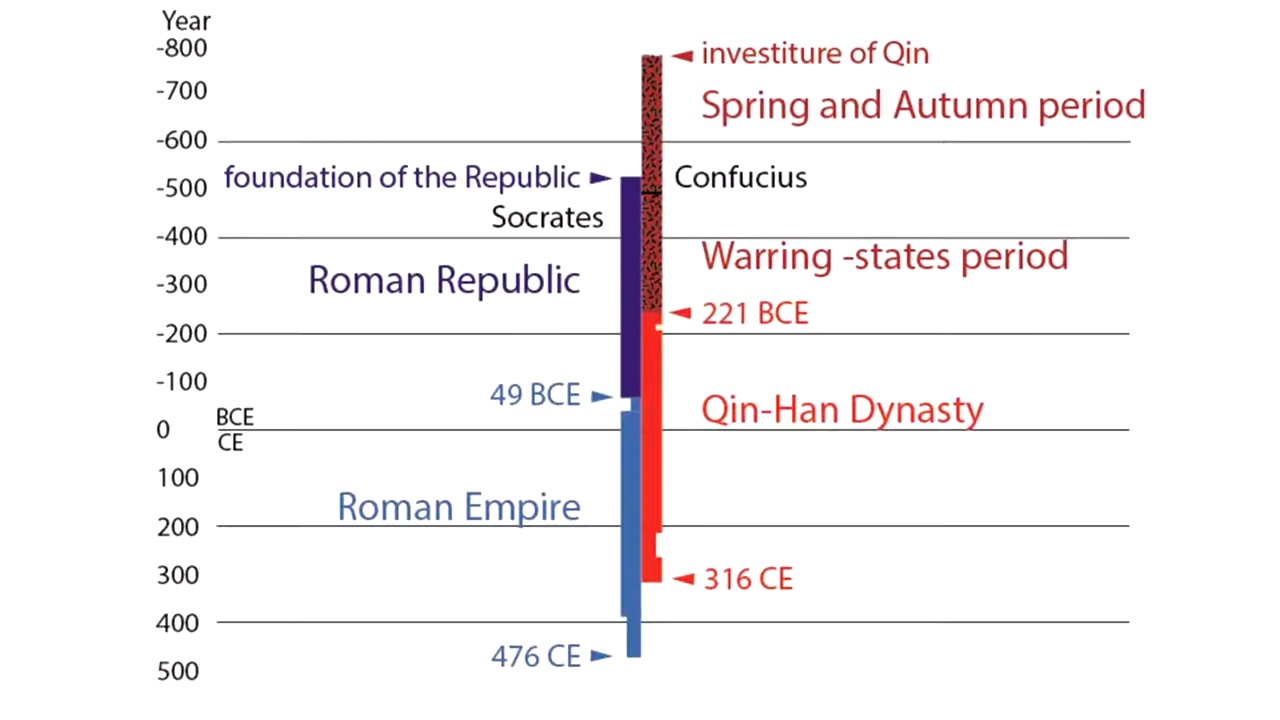 Year
-800
investiture of Qin
-700
Spring and Autumn period
-600
foundation of the Republic
Confucius
-500
Socrates
-400
Warring -states period
-300
Roman Republic
221 BCE
-200
-100
49 BCE
Qin-Han Dynasty
BCE
0
CE
100
Roman Empire
200
300
316 CE
400
476 CE
500